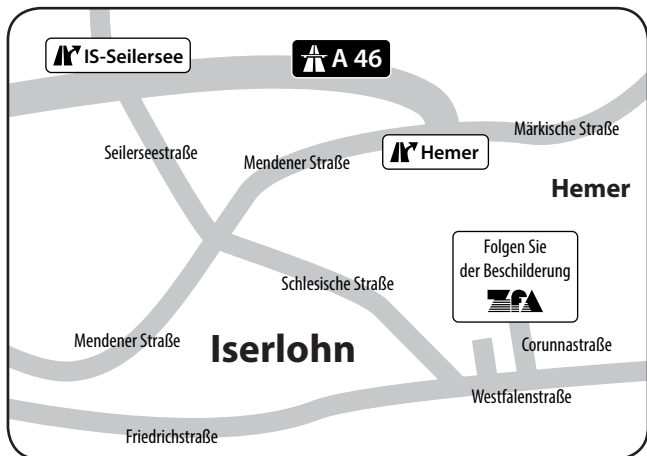 IS-Seilersee
A 46
Märkische Straße
Seilerseestraße
Mendener Straße
Hemer
Hemer
Folgen Sie
der Beschilderung
ZFA
Schlesische Straße
Mendener Straße
Iserlohn
Corunnastraße
Westfalenstraße
Friedrichstraße